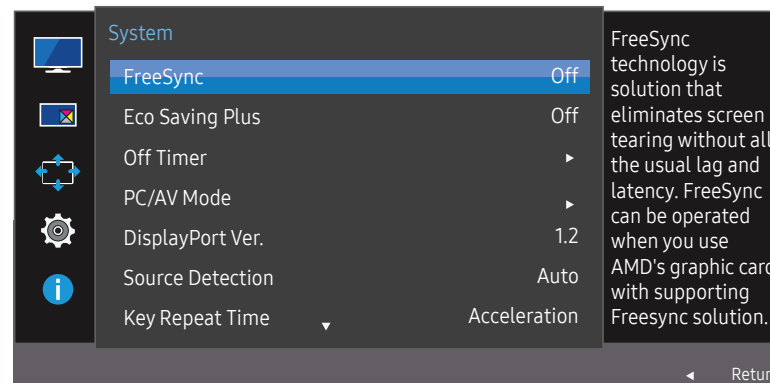 System
FreeSync Off
Eco Saving Plus Off
Off Timer
PC/AV Mode
DisplayPort Ver. 1.2
Source Detection Auto
Key Repeat Time Acceleration
FreeSync
technology is
solution that
eliminates screen
tearing without all
the usual lag and
latency. FreeSync
can be operated
when you use
AMD's graphic card
with supporting
Freesync solution.
Retur